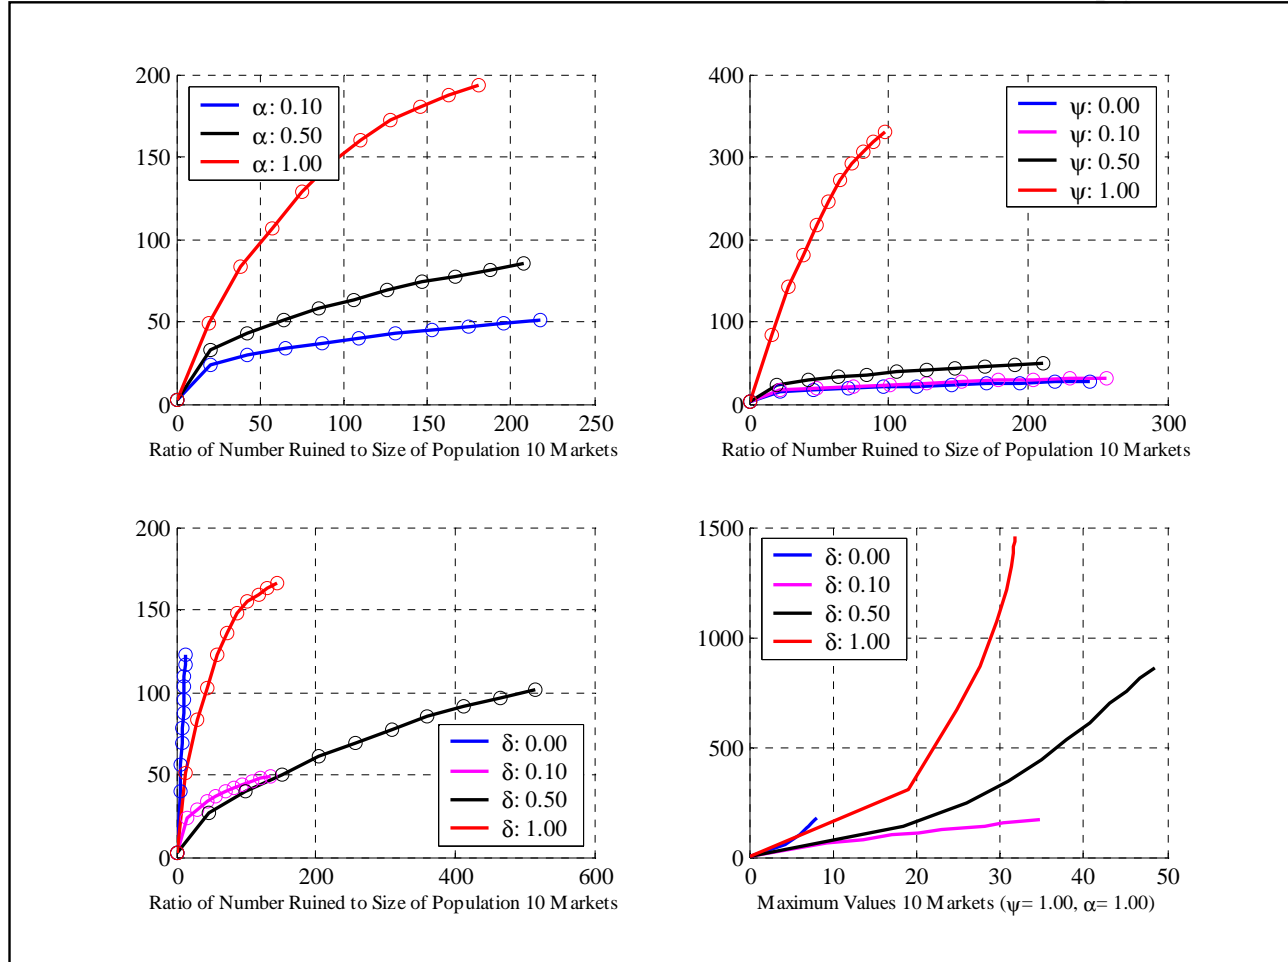 200
150
100
50
0
α: 0.10
α: 0.50
α: 1.00
0 50 100 150 200 250
Ratio of Number Ruined to Size of Population 10 Markets
400
300
200
100
0
ψ: 0.00
ψ: 0.10
ψ: 0.50
ψ: 1.00
0 100 200 300
Ratio of Number Ruined to Size of Population 10 Markets
200
150
100
50
0
δ: 0.00
δ: 0.10
δ: 0.50
δ: 1.00
0 200 400 600
Ratio of Number Ruined to Size of Population 10 Markets
1500
1000
500
0
δ: 0.00
δ: 0.10
δ: 0.50
δ: 1.00
0 10 20 30 40 50
Maximum Values 10 Markets (ψ= 1.00, α= 1.00)